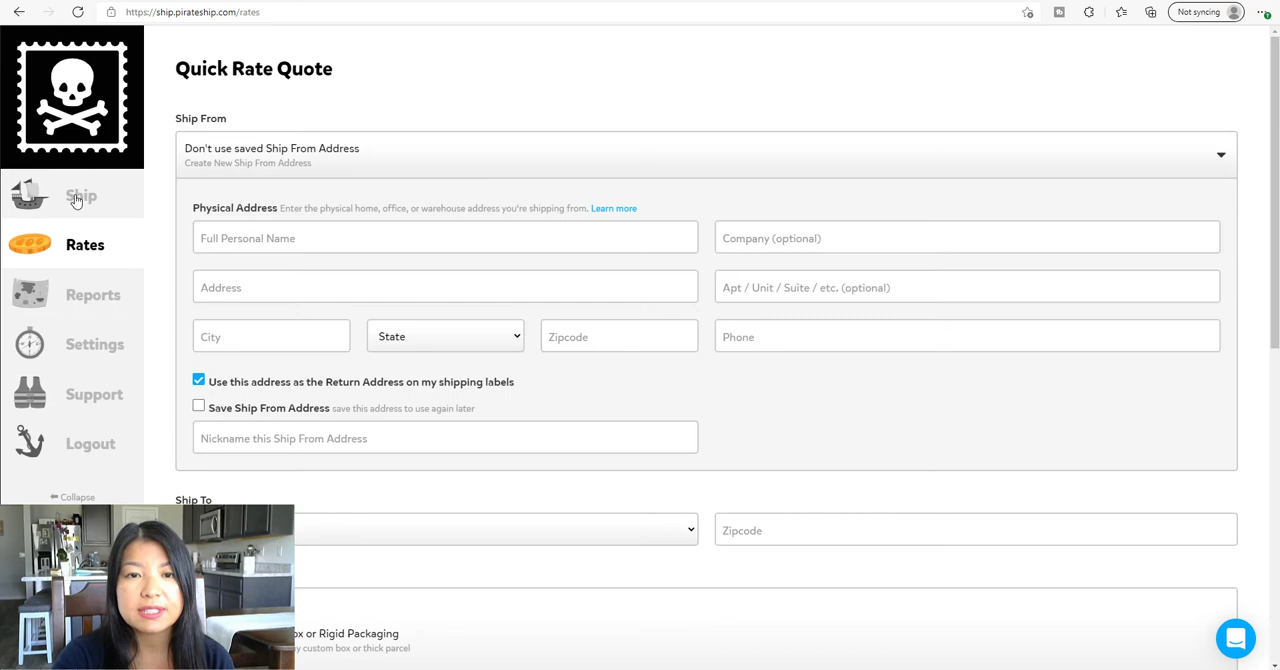 https://ship.pirateship.com/rates
Not syncing
Quick Rate Quote
Ship From
Don't use saved Ship From Address
Create New Ship From Address
Ship
Rates
Reports
Settings
Support
Logout
Collapse
Physical Address Enter the physical home, office, or warehouse address you're shipping from. Learn more
Full Personal Name
Company (optional)
Address
Apt / Unit / Suite / etc. (optional)
City
State
Zipcode
Phone
Use this address as the Return Address on my shipping labels
Save Ship From Address save this address to use again later
Nickname this Ship From Address
Ship To
Zipcode
or Rigid Packaging
custom box or thick parcel